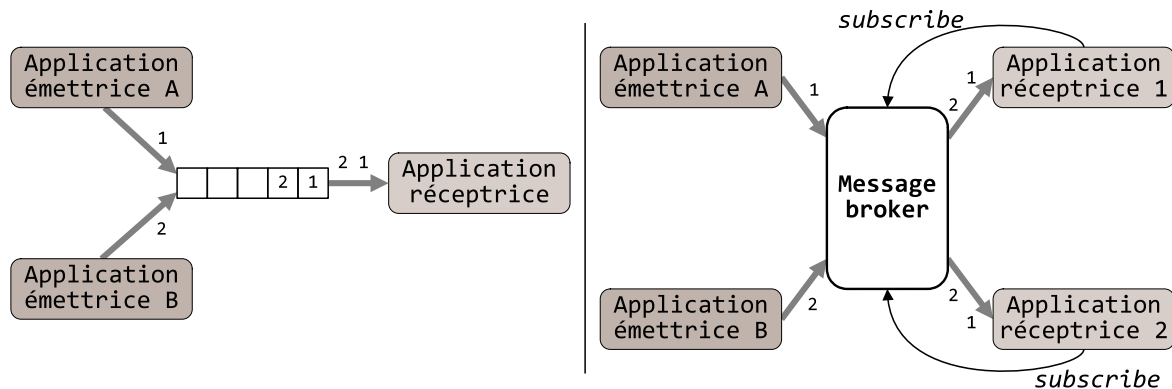 Application
émettrice A
1
2 1
2 1
Application
réceptrice
2
Application
émettrice B
subscribe
Application
émettrice A
1
Application
réceptrice 1
1
2
Message
broker
Application
émettrice B
2
2
1
Application
réceptrice 2
subscribe